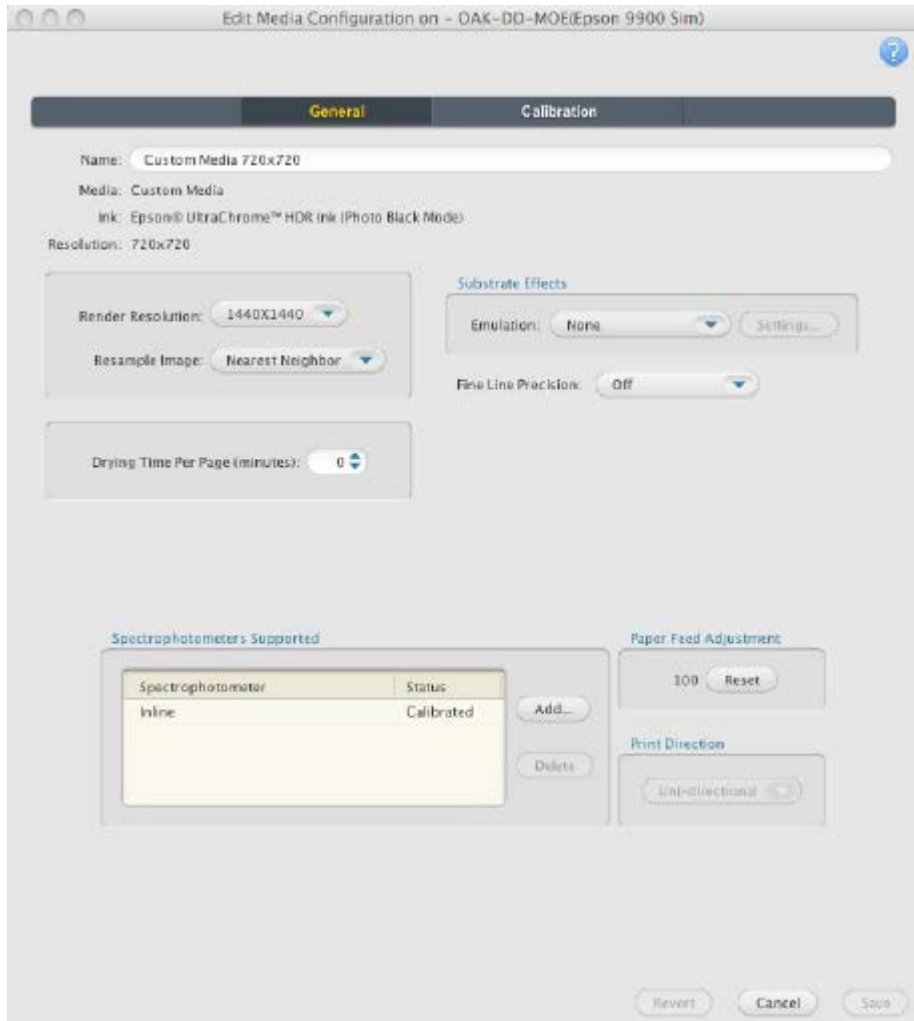 Edit Media Configuration on - OAK-DD-MOE(Epson 9900 Sim)
?
General Calibration
Name: Custom Media 720x720
Media: Custom Media
Ink: Epson® UltraChrome™ HDR Ink (Photo Black Mode)
Resolution: 720x720
Render Resolution: 1440X1440
Resample Image: Nearest Neighbor
Substrate Effects
Emulation: None Settings...
Fine Line Precision: Off
Drying Time Per Page (minutes): 0
Spectrophotometers Supported
Spectrophotometer Status
Inline Calibrated
Add...
Delete
Paper Feed Adjustment
100 Reset
Print Direction
Uni-directional
Revert Cancel Save